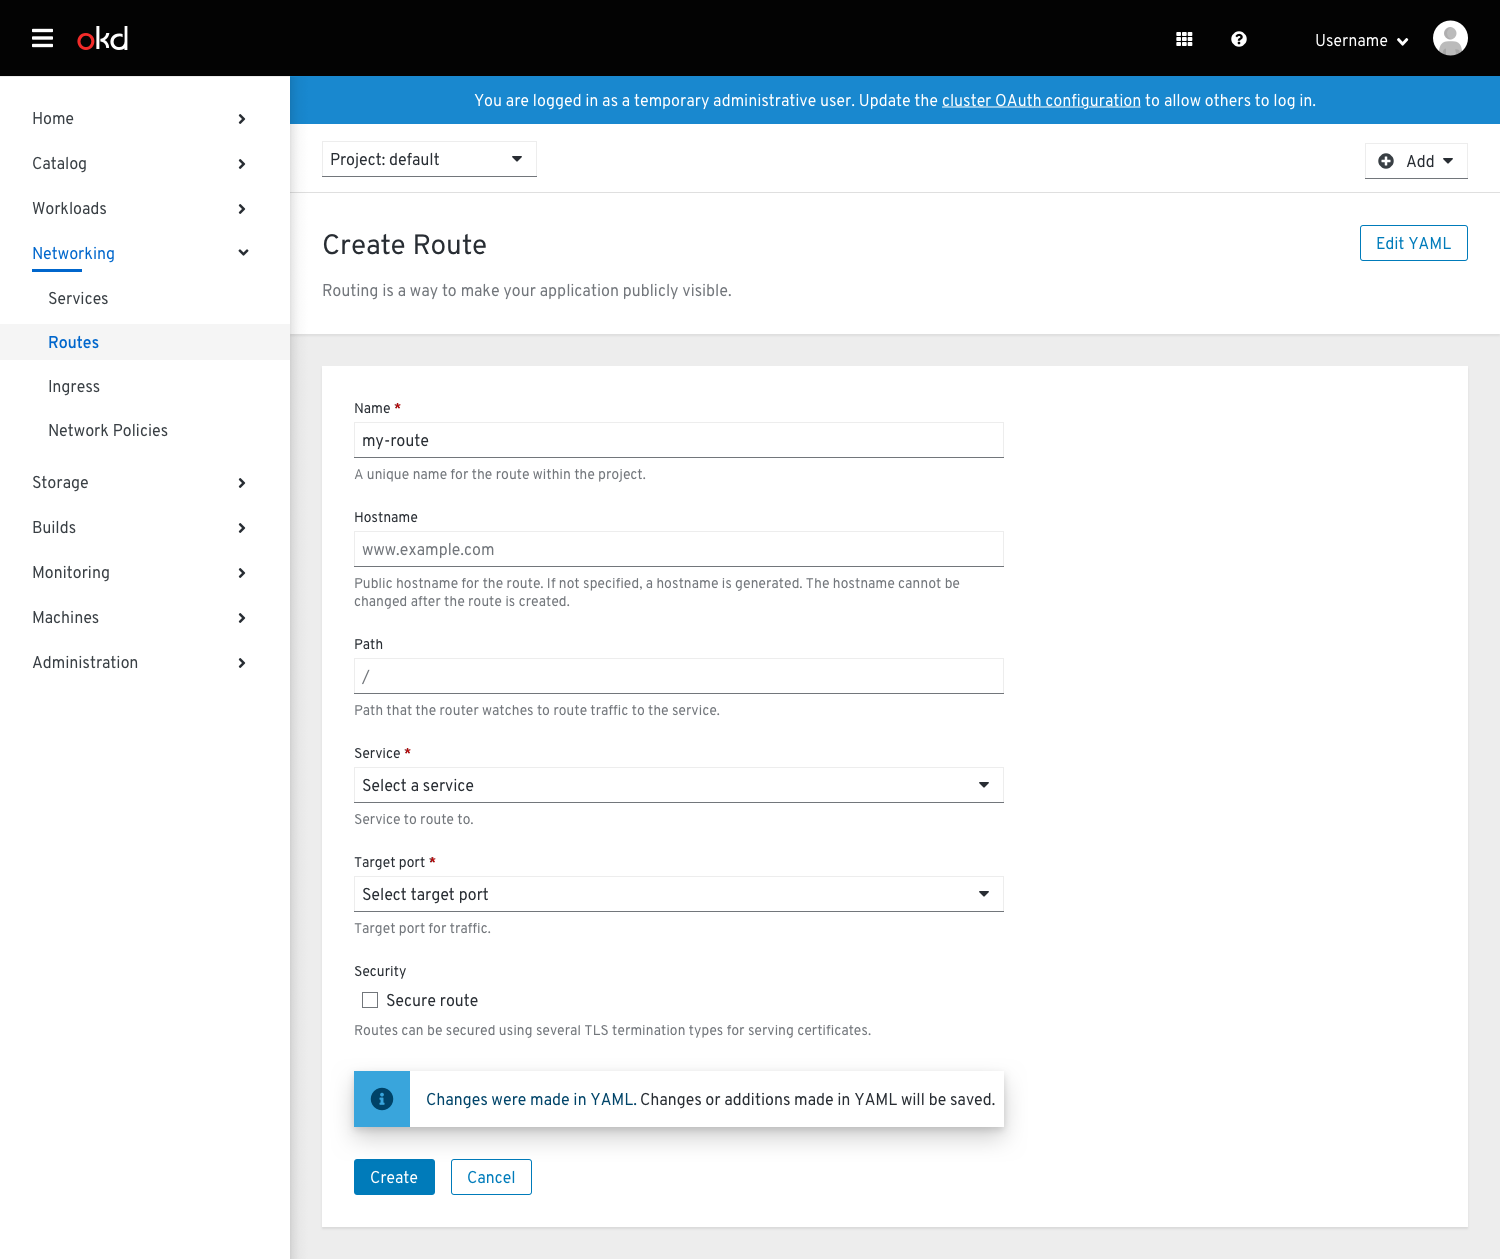 okd
Username
You are logged in as a temporary administrative user. Update the cluster OAuth configuration to allow others to log in.
Home
Catalog
Workloads
Networking
Services
Routes
Ingress
Network Policies
Storage
Builds
Monitoring
Machines
Administration
Project: default
Add
Create Route
Edit YAML
Routing is a way to make your application publicly visible.
Name *
my-route
A unique name for the route within the project.
Hostname
www.example.com
Public hostname for the route. If not specified, a hostname is generated. The hostname cannot be
changed after the route is created.
Path
/
Path that the router watches to route traffic to the service.
Service *
Select a service
Service to route to.
Target port *
Select target port
Target port for traffic.
Security
Secure route
Routes can be secured using several TLS termination types for serving certificates.
Changes were made in YAML. Changes or additions made in YAML will be saved.
Create
Cancel